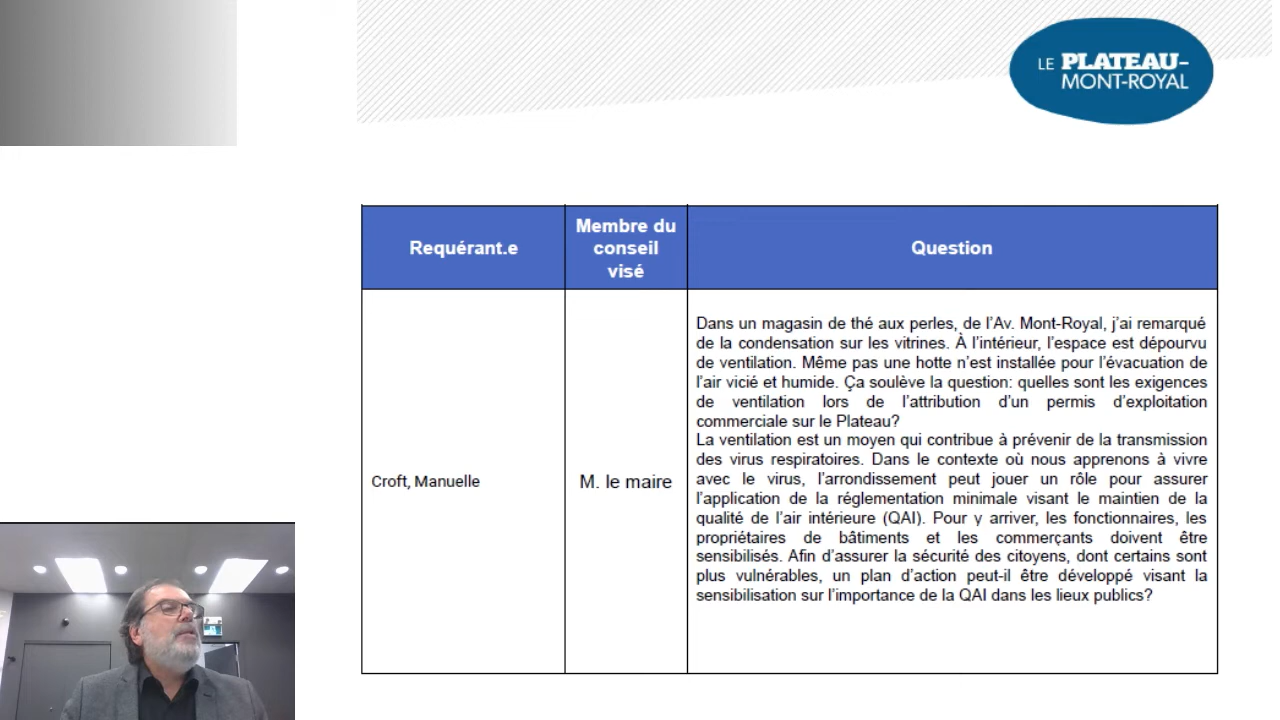 LE PLATEAU-
MONT-ROYAL
Requérant.e
Membre du
conseil
visé
Question
Croft, Manuelle
M. le maire
Dans un magasin de thé aux perles, de l’Av. Mont-Royal, j’ai remarqué
de la condensation sur les vitrines. À l’intérieur, l’espace est dépourvu
de ventilation. Même pas une hotte n’est installée pour l’évacuation de
l’air vicié et humide. Ça soulève la question: quelles sont les exigences
de ventilation lors de l’attribution d’un permis d’exploitation
commerciale sur le Plateau?
La ventilation est un moyen qui contribue à prévenir de la transmission
des virus respiratoires. Dans le contexte où nous apprenons à vivre
avec le virus, l’arrondissement peut jouer un rôle pour assurer
l’application de la réglementation minimale visant le maintien de la
qualité de l’air intérieure (QAI). Pour y arriver, les fonctionnaires, les
propriétaires de bâtiments et les commerçants doivent être
sensibilisés. Afin d’assurer la sécurité des citoyens, dont certains sont
plus vulnérables, un plan d’action peut-il être développé visant la
sensibilisation sur l’importance de la QAI dans les lieux publics?